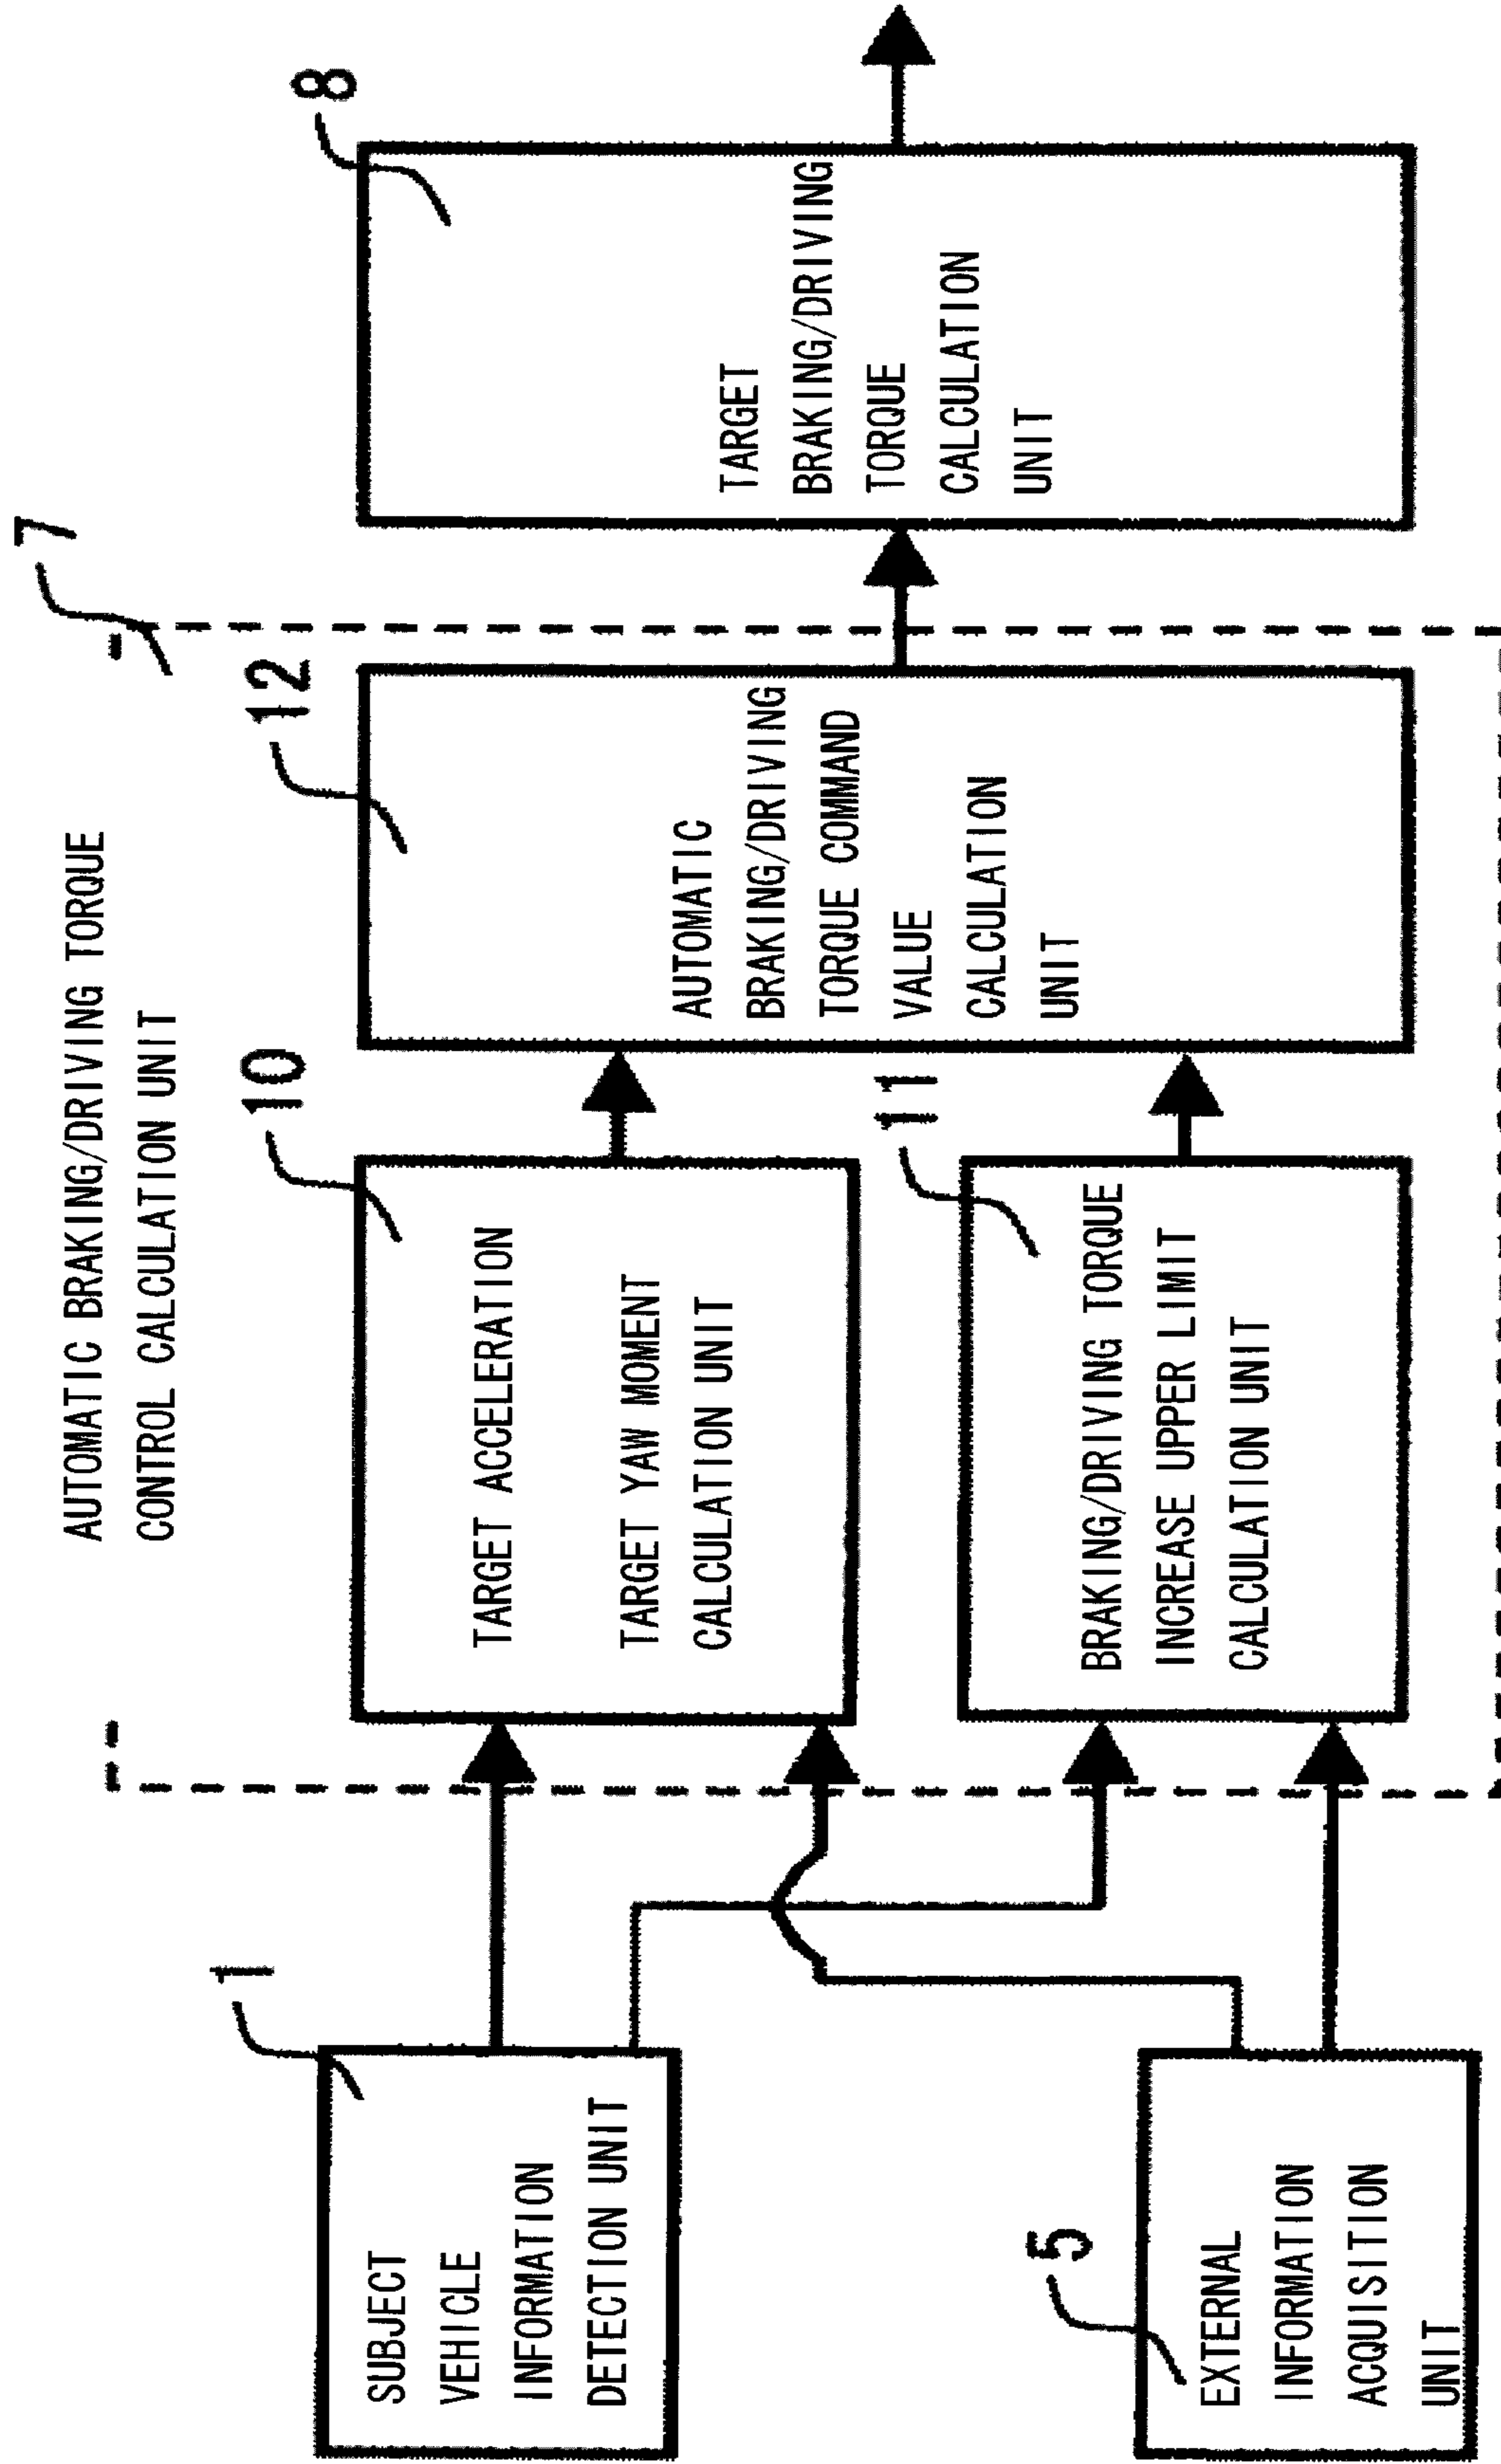 AUTOMATIC BRAKING/DRIVING TORQUE
CONTROL CALCULATION UNIT
7
1
SUBJECT
VEHICLE
INFORMATION
DETECTION UNIT
5
EXTERNAL
INFORMATION
ACQUISITION
UNIT
10
TARGET ACCELERATION
TARGET YAW MOMENT
CALCULATION UNIT
11
BRAKING/DRIVING TORQUE
INCREASE UPPER LIMIT
CALCULATION UNIT
12
AUTOMATIC
BRAKING/DRIVING
TORQUE COMMAND
VALUE
CALCULATION
UNIT
8
TARGET
BRAKING/DRIVING
TORQUE
CALCULATION
UNIT